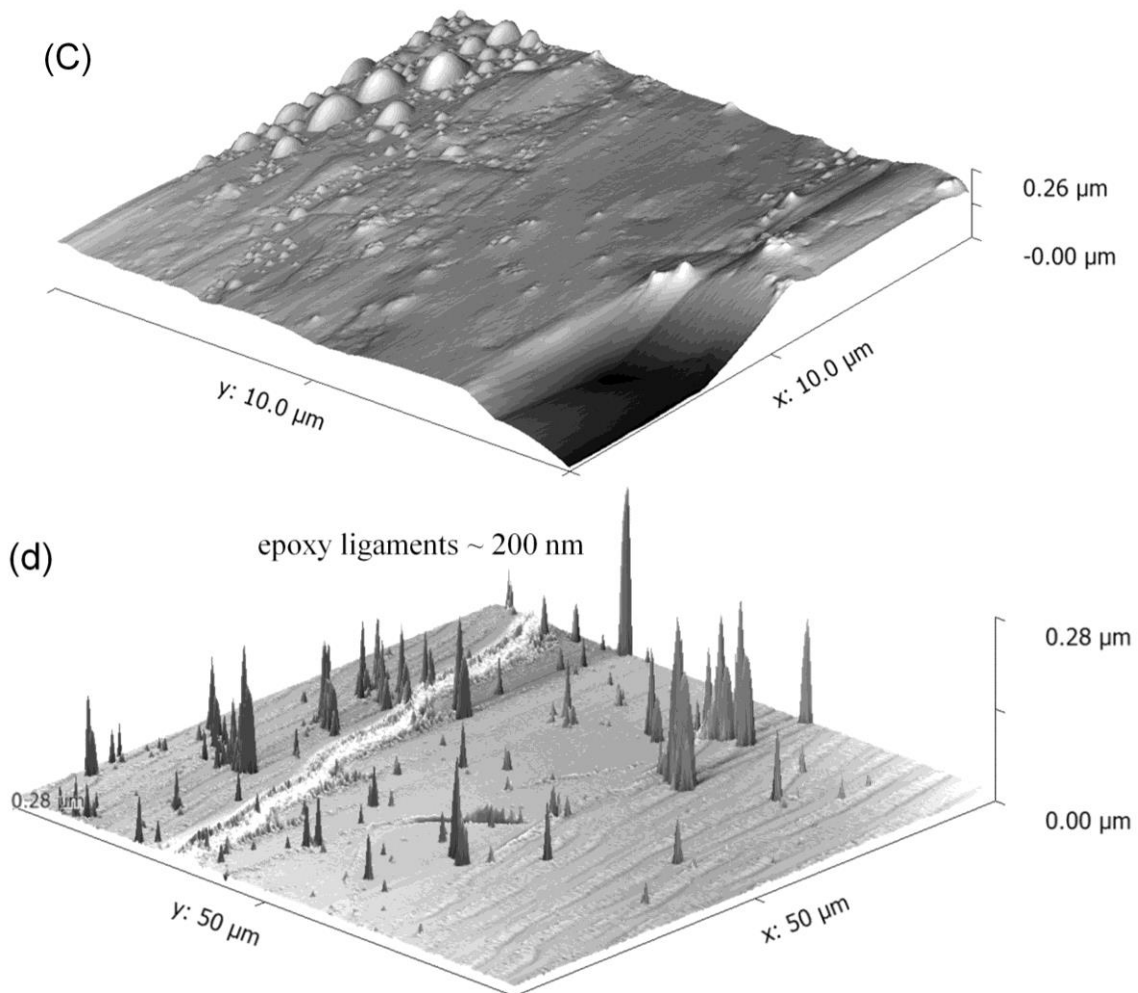 (C)
0.26 µm
-0.00 µm
x: 10.0 µm
y: 10.0 µm
epoxy ligaments ~ 200 nm
(d)
0.28 µm
0.28 µm
0.00 µm
y: 50 µm
x: 50 µm